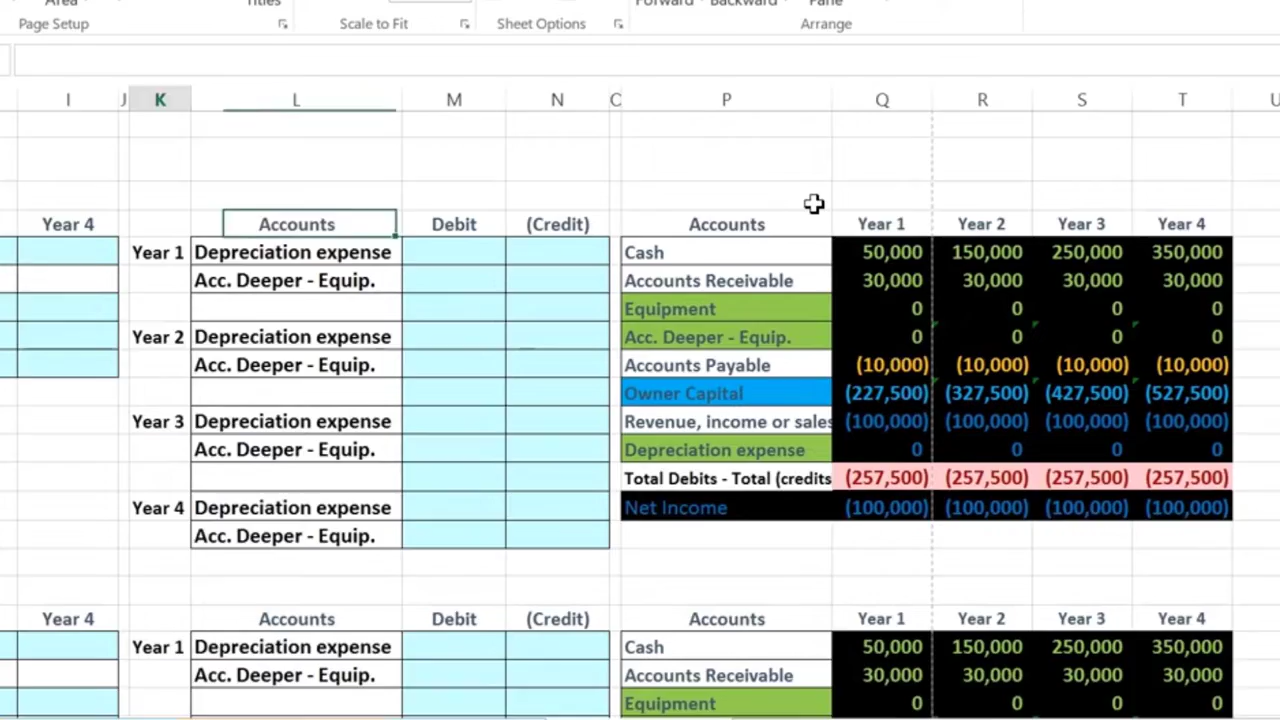 Area Titles Forward Backward Pane
Page Setup Scale to Fit Sheet Options Arrange
I J K L M N C P Q R S T U
Year 4 Accounts Debit (Credit) Accounts Year 1 Year 2 Year 3 Year 4
Year 1 Depreciation expense Cash 50,000 150,000 250,000 350,000
Acc. Deeper - Equip. Accounts Receivable 30,000 30,000 30,000 30,000
Equipment 0 0 0 0
Year 2 Depreciation expense Acc. Deeper - Equip. 0 0 0 0
Acc. Deeper - Equip. Accounts Payable (10,000) (10,000) (10,000) (10,000)
Owner Capital (227,500) (327,500) (427,500) (527,500)
Year 3 Depreciation expense Revenue, income or sales (100,000) (100,000) (100,000) (100,000)
Acc. Deeper - Equip. Depreciation expense 0 0 0 0
Total Debits - Total (credits (257,500) (257,500) (257,500) (257,500)
Year 4 Depreciation expense Net Income (100,000) (100,000) (100,000) (100,000)
Acc. Deeper - Equip.
Year 4 Accounts Debit (Credit) Accounts Year 1 Year 2 Year 3 Year 4
Year 1 Depreciation expense Cash 50,000 150,000 250,000 350,000
Acc. Deeper - Equip. Accounts Receivable 30,000 30,000 30,000 30,000
Equipment 0 0 0 0